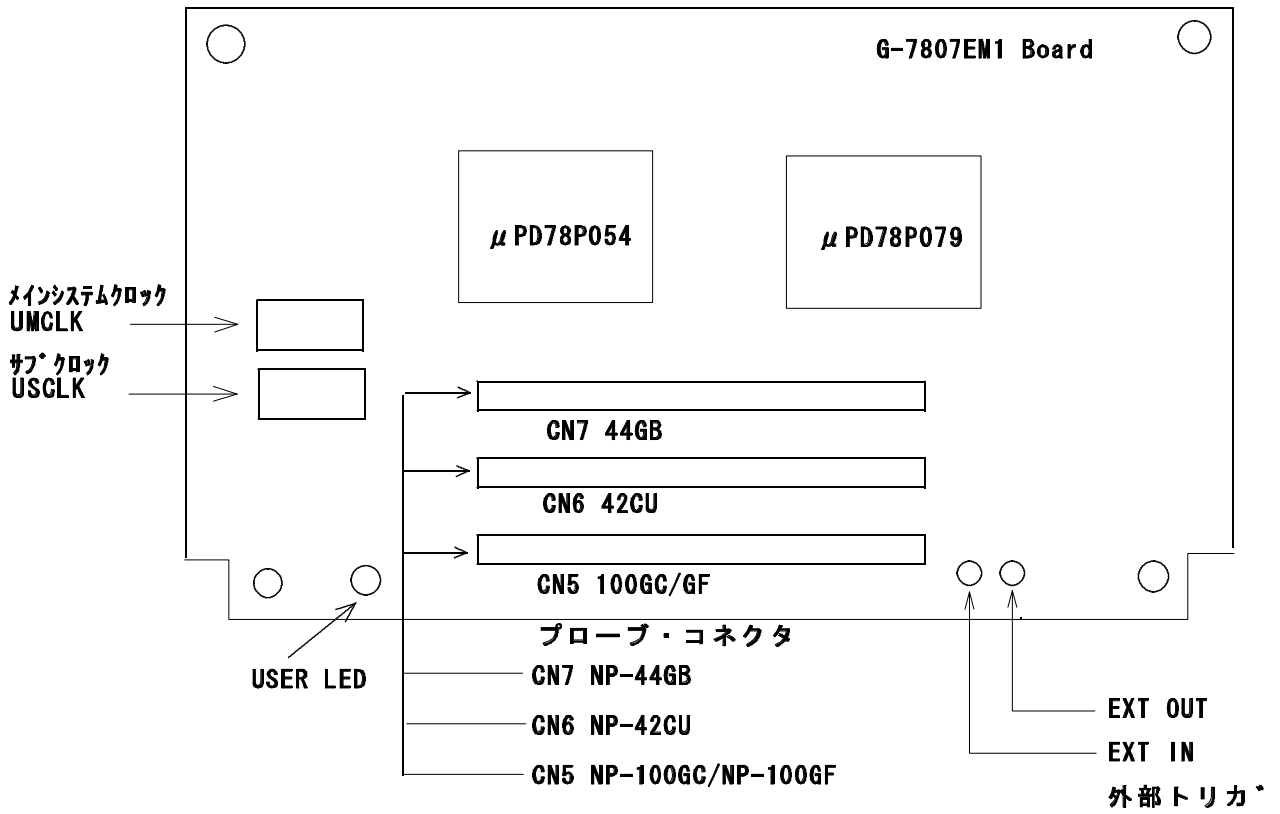 G-7807EM1 Board
μPD78P054
μPD78P079
メインシステムクロック
UMCLK
サブクロック
USCLK
CN7 44GB
CN6 42CU
CN5 100GC/GF
プローブ・コネクタ
USER LED
CN7 NP-44GB
CN6 NP-42CU
CN5 NP-100GC/NP-100GF
EXT OUT
EXT IN
外部トリガ